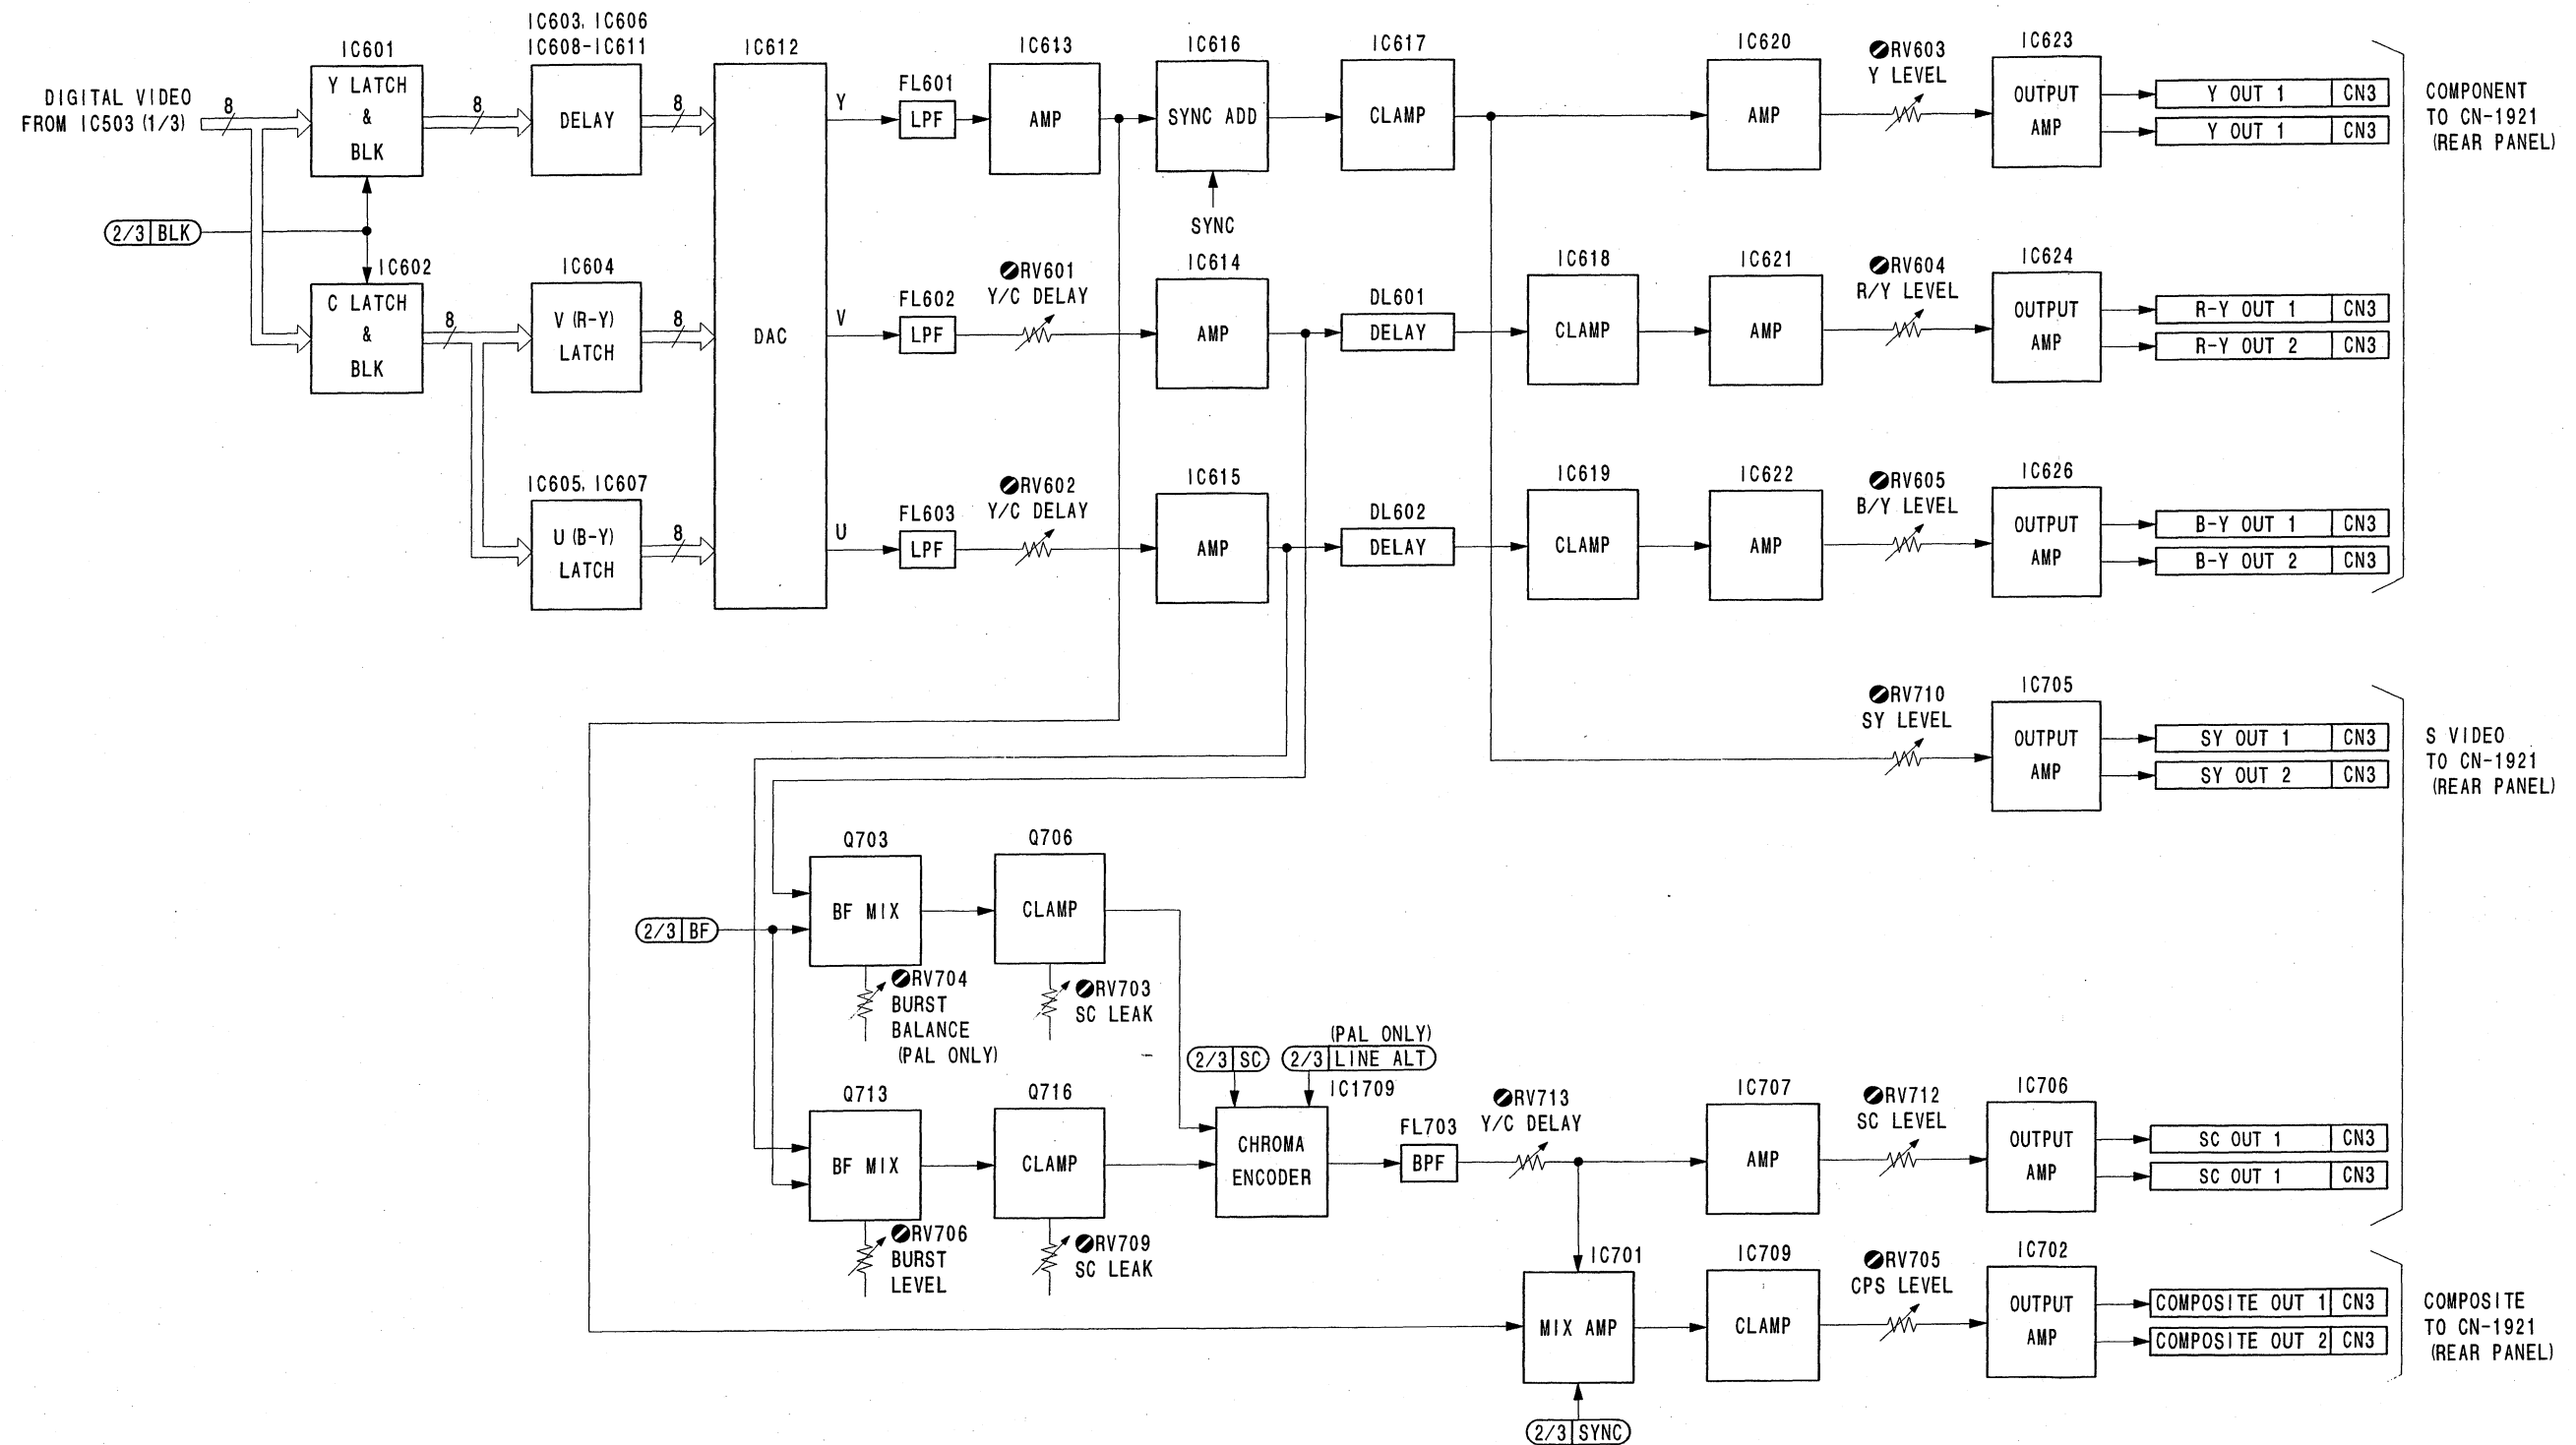 DIGITAL VIDEO
FROM IC503 (1/3)
8
IC601
Y LATCH
&
BLK
8
IC603, IC606
IC608-IC611
DELAY
8
IC612
DAC
Y
FL601
LPF
IC613
AMP
IC616
SYNC ADD
SYNC
IC617
CLAMP
IC620
AMP
RV603
Y LEVEL
IC623
OUTPUT
AMP
Y OUT 1 CN3
Y OUT 1 CN3
COMPONENT
TO CN-1921
(REAR PANEL)
2/3 BLK
IC602
C LATCH
&
BLK
8
IC604
V (R-Y)
LATCH
8
V
FL602
LPF
RV601
Y/C DELAY
IC614
AMP
DL601
DELAY
IC618
CLAMP
IC621
AMP
RV604
R/Y LEVEL
IC624
OUTPUT
AMP
R-Y OUT 1 CN3
R-Y OUT 2 CN3
IC605, IC607
U (B-Y)
LATCH
8
U
FL603
LPF
RV602
Y/C DELAY
IC615
AMP
DL602
DELAY
IC619
CLAMP
IC622
AMP
RV605
B/Y LEVEL
IC626
OUTPUT
AMP
B-Y OUT 1 CN3
B-Y OUT 2 CN3
RV710
SY LEVEL
IC705
OUTPUT
AMP
SY OUT 1 CN3
SY OUT 2 CN3
S VIDEO
TO CN-1921
(REAR PANEL)
2/3 BF
Q703
BF MIX
RV704
BURST
BALANCE
(PAL ONLY)
Q706
CLAMP
RV703
SC LEAK
Q713
BF MIX
RV706
BURST
LEVEL
Q716
CLAMP
RV709
SC LEAK
2/3 SC
(PAL ONLY)
2/3 LINE ALT
IC1709
CHROMA
ENCODER
FL703
BPF
RV713
Y/C DELAY
IC707
AMP
RV712
SC LEVEL
IC706
OUTPUT
AMP
SC OUT 1 CN3
SC OUT 1 CN3
IC701
MIX AMP
2/3 SYNC
IC709
CLAMP
RV705
CPS LEVEL
IC702
OUTPUT
AMP
COMPOSITE OUT 1 CN3
COMPOSITE OUT 2 CN3
COMPOSITE
TO CN-1921
(REAR PANEL)